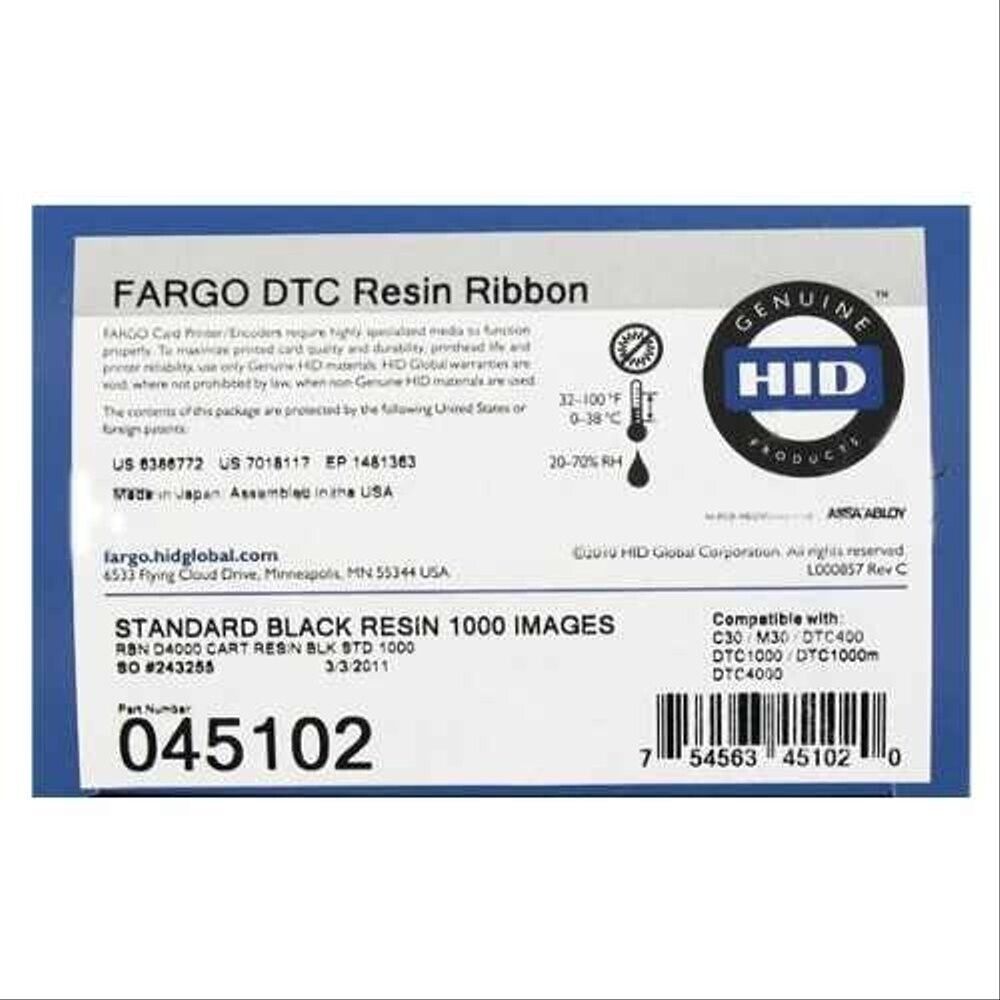 FARGO DTC Resin Ribbon
FARGO Card Printer/Encoders require highly specialized media to function
properly. To maximize printed card quality and durability, printhead life and
printer reliability, use only Genuine HID materials. HID Global warranties are
void, where not prohibited by law, when non-Genuine HID materials are used.
The contents of this package are protected by the following United States or
foreign patents:
US 6386772 US 7018117 EP 1481363
Made in Japan. Assembled in the USA
32-100 °F
0-38 °C
20-70% RH
GENUINE
™
HID
PRODUCTS
ASSA ABLOY
fargo.hidglobal.com
6533 Flying Cloud Drive, Minneapolis, MN 55344 USA
©2010 HID Global Corporation. All rights reserved.
L000857 Rev C
STANDARD BLACK RESIN 1000 IMAGES
RBN D4000 CART RESIN BLK STD 1000
SO #243255 3/3/2011
Compatible with:
C30 / M30 / DTC400
DTC1000 / DTC1000m
DTC4000
Part Number
045102
7 54563 45102 0